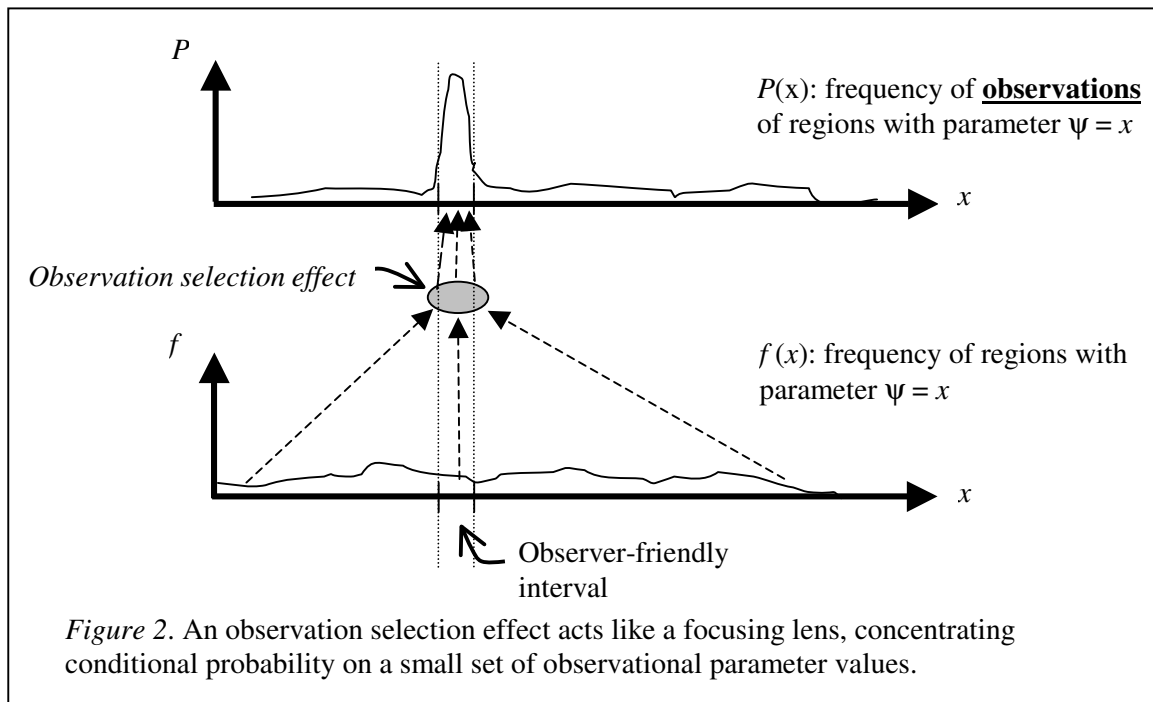 P
P(x): frequency of observations
of regions with parameter ψ = x
x
Observation selection effect
f
f (x): frequency of regions with
parameter ψ = x
x
Observer-friendly
interval
Figure 2. An observation selection effect acts like a focusing lens, concentrating
conditional probability on a small set of observational parameter values.